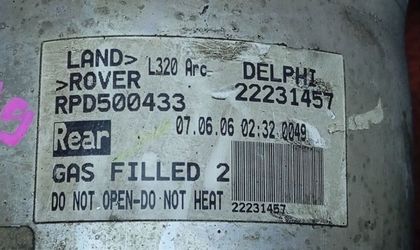 LAND> L320 Arc DELPHI
>ROVER
RPD500433 22231457
Rear 07.06.06 02:32 0049
GAS FILLED 2
DO NOT OPEN-DO NOT HEAT 22231457